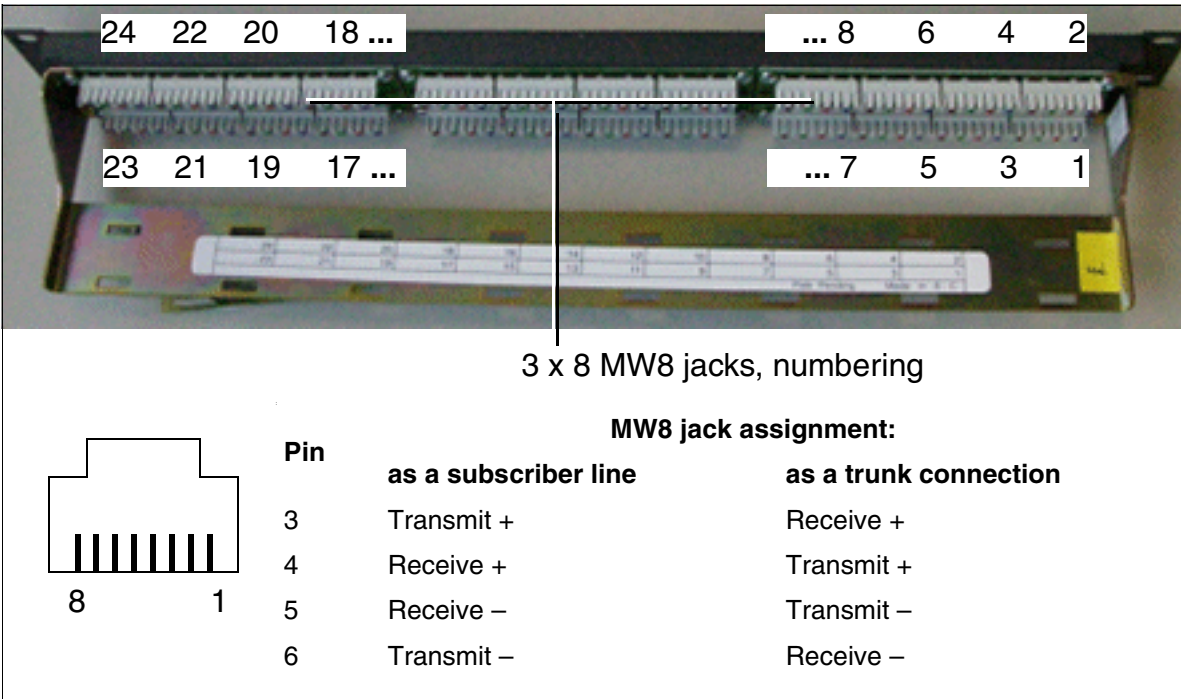 24 22 20 18 ... ... 8 6 4 2
23 21 19 17 ... ... 7 5 3 1
3 x 8 MW8 jacks, numbering
MW8 jack assignment:
Pin
as a subscriber line as a trunk connection
3 Transmit + Receive +
4 Receive + Transmit +
5 Receive – Transmit –
6 Transmit – Receive –
8 1